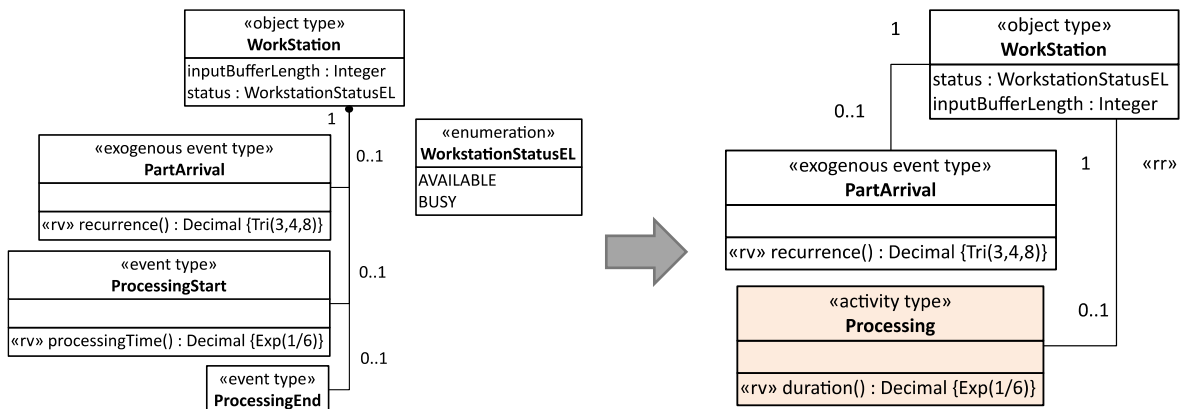 «object type»
WorkStation
inputBufferLength : Integer
status : WorkstationStatusEL
1
0..1
«exogenous event type»
PartArrival
«rv» recurrence() : Decimal {Tri(3,4,8)}
«enumeration»
WorkstationStatusEL
AVAILABLE
BUSY
0..1
«event type»
ProcessingStart
«rv» processingTime() : Decimal {Exp(1/6)}
0..1
«event type»
ProcessingEnd
1
«object type»
WorkStation
status : WorkstationStatusEL
inputBufferLength : Integer
0..1
«exogenous event type»
PartArrival
«rv» recurrence() : Decimal {Tri(3,4,8)}
1
«rr»
0..1
«activity type»
Processing
«rv» duration() : Decimal {Exp(1/6)}